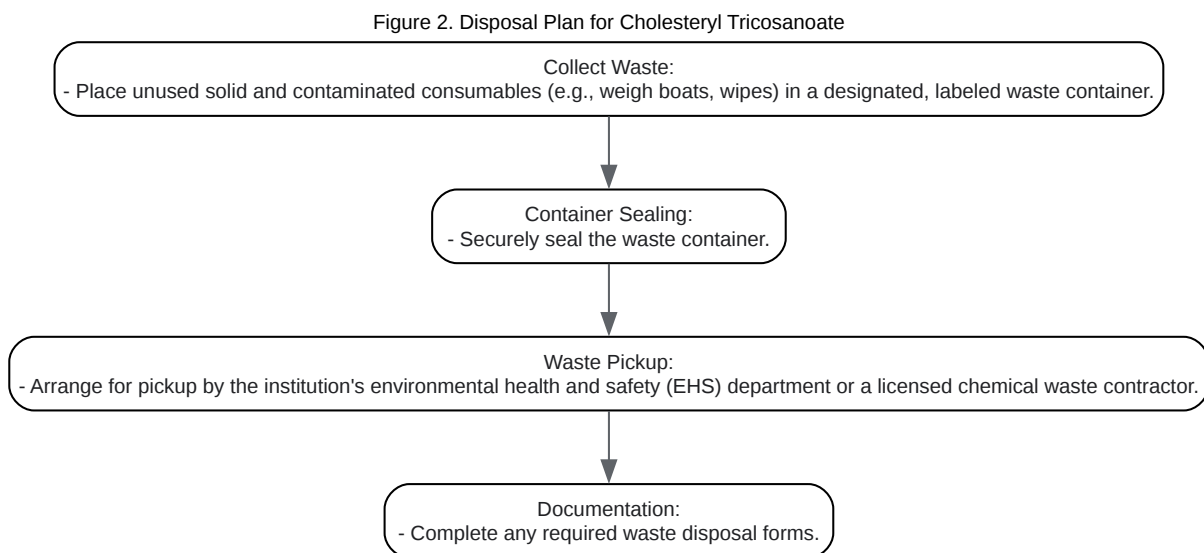 Figure 2. Disposal Plan for Cholesteryl Tricosanoate
Collect Waste:
- Place unused solid and contaminated consumables (e.g., weigh boats, wipes) in a designated, labeled waste container.
Container Sealing:
- Securely seal the waste container.
Waste Pickup:
- Arrange for pickup by the institution's environmental health and safety (EHS) department or a licensed chemical waste contractor.
Documentation:
- Complete any required waste disposal forms.